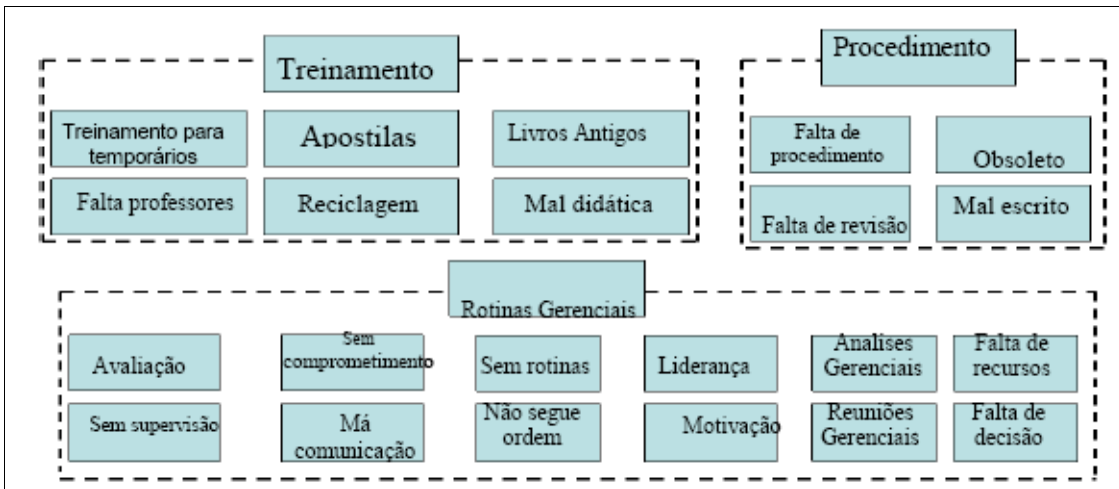 Treinamento
Treinamento para
temporários
Apostilas
Livros Antigos
Falta professores
Reciclagem
Mal didática
Procedimento
Falta de
procedimento
Obsoleto
Falta de revisão
Mal escrito
Rotinas Gerenciais
Avaliação
Sem
comprometimento
Sem rotinas
Liderança
Analises
Gerenciais
Falta de
recursos
Sem supervisão
Má
comunicação
Não segue
ordem
Motivação
Reuniões
Gerenciais
Falta de
decisão